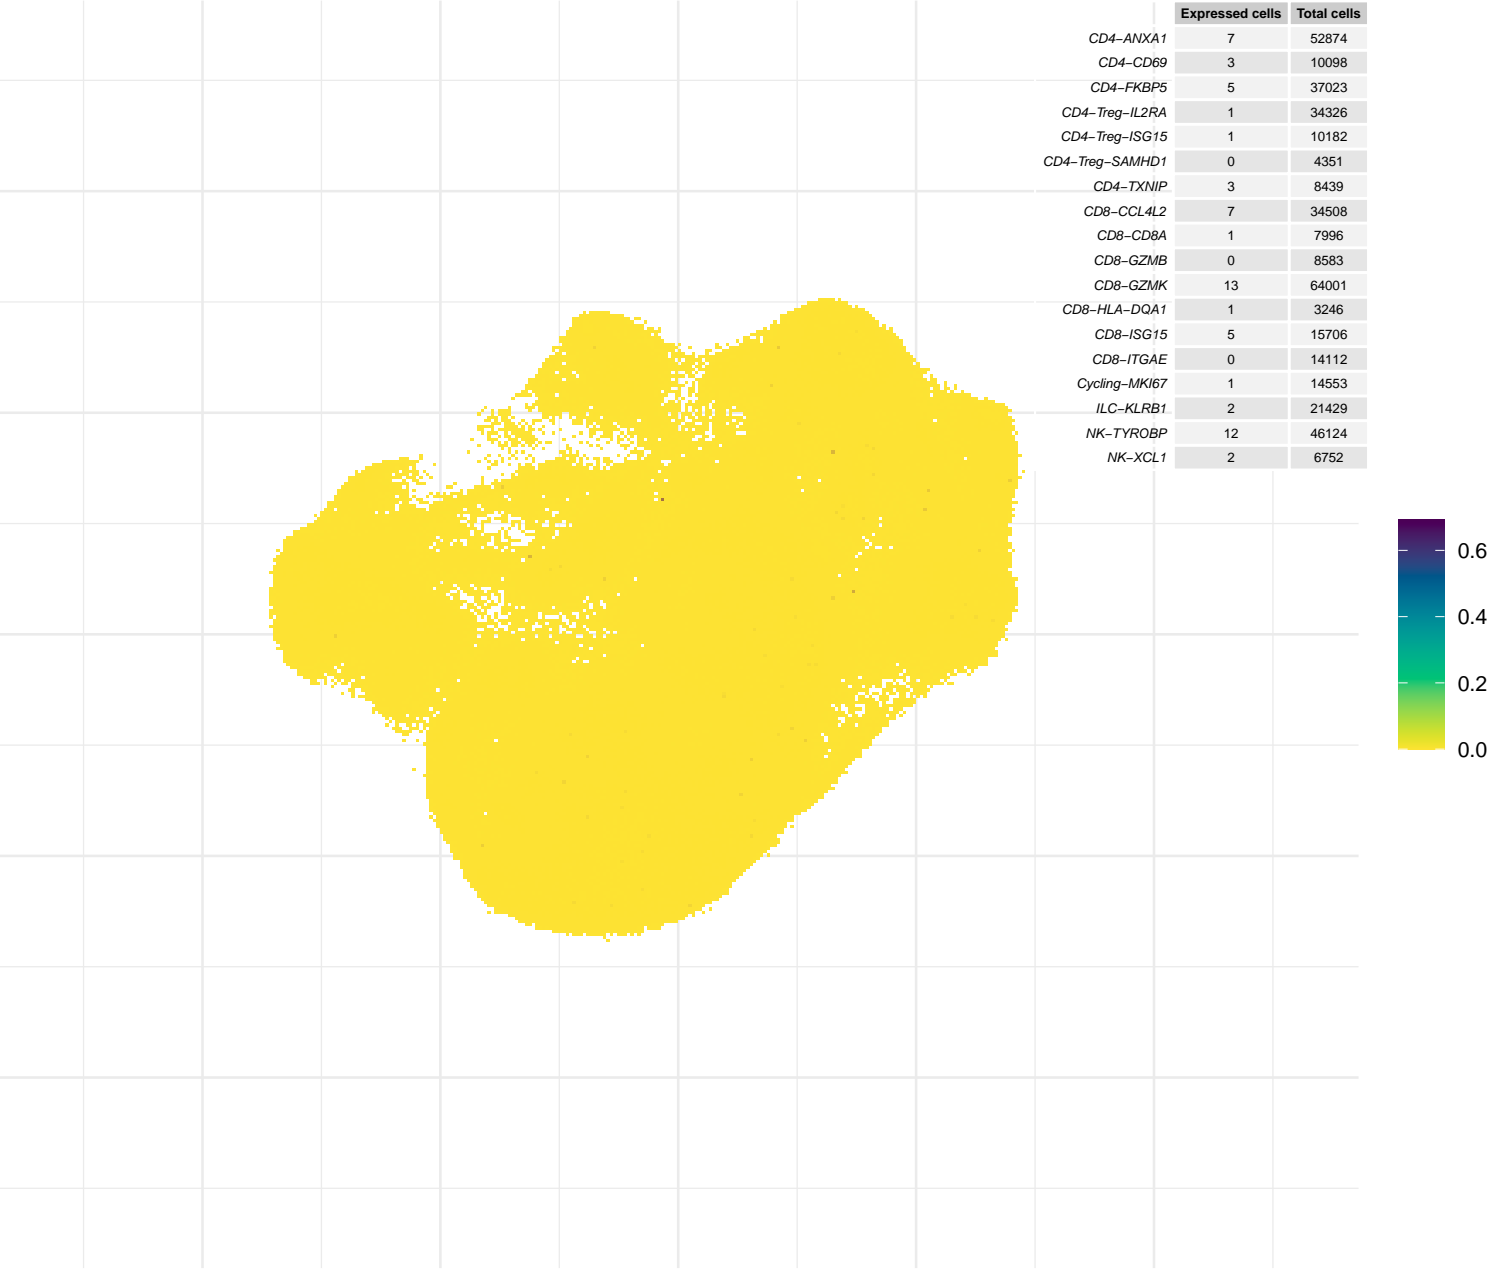 Expressed cells Total cells
CD4−ANXA1 7 52874
CD4−CD69 3 10098
CD4−FKBP5 5 37023
CD4−Treg−IL2RA 1 34326
CD4−Treg−ISG15 1 10182
CD4−Treg−SAMHD1 0 4351
CD4−TXNIP 3 8439
CD8−CCL4L2 7 34508
CD8−CD8A 1 7996
CD8−GZMB 0 8583
CD8−GZMK 13 64001
CD8−HLA−DQA1 1 3246
CD8−ISG15 5 15706
CD8−ITGAE 0 14112
Cycling−MKI67 1 14553
ILC−KLRB1 2 21429
NK−TYROBP 12 46124
NK−XCL1 2 6752
0.6
0.4
0.2
0.0